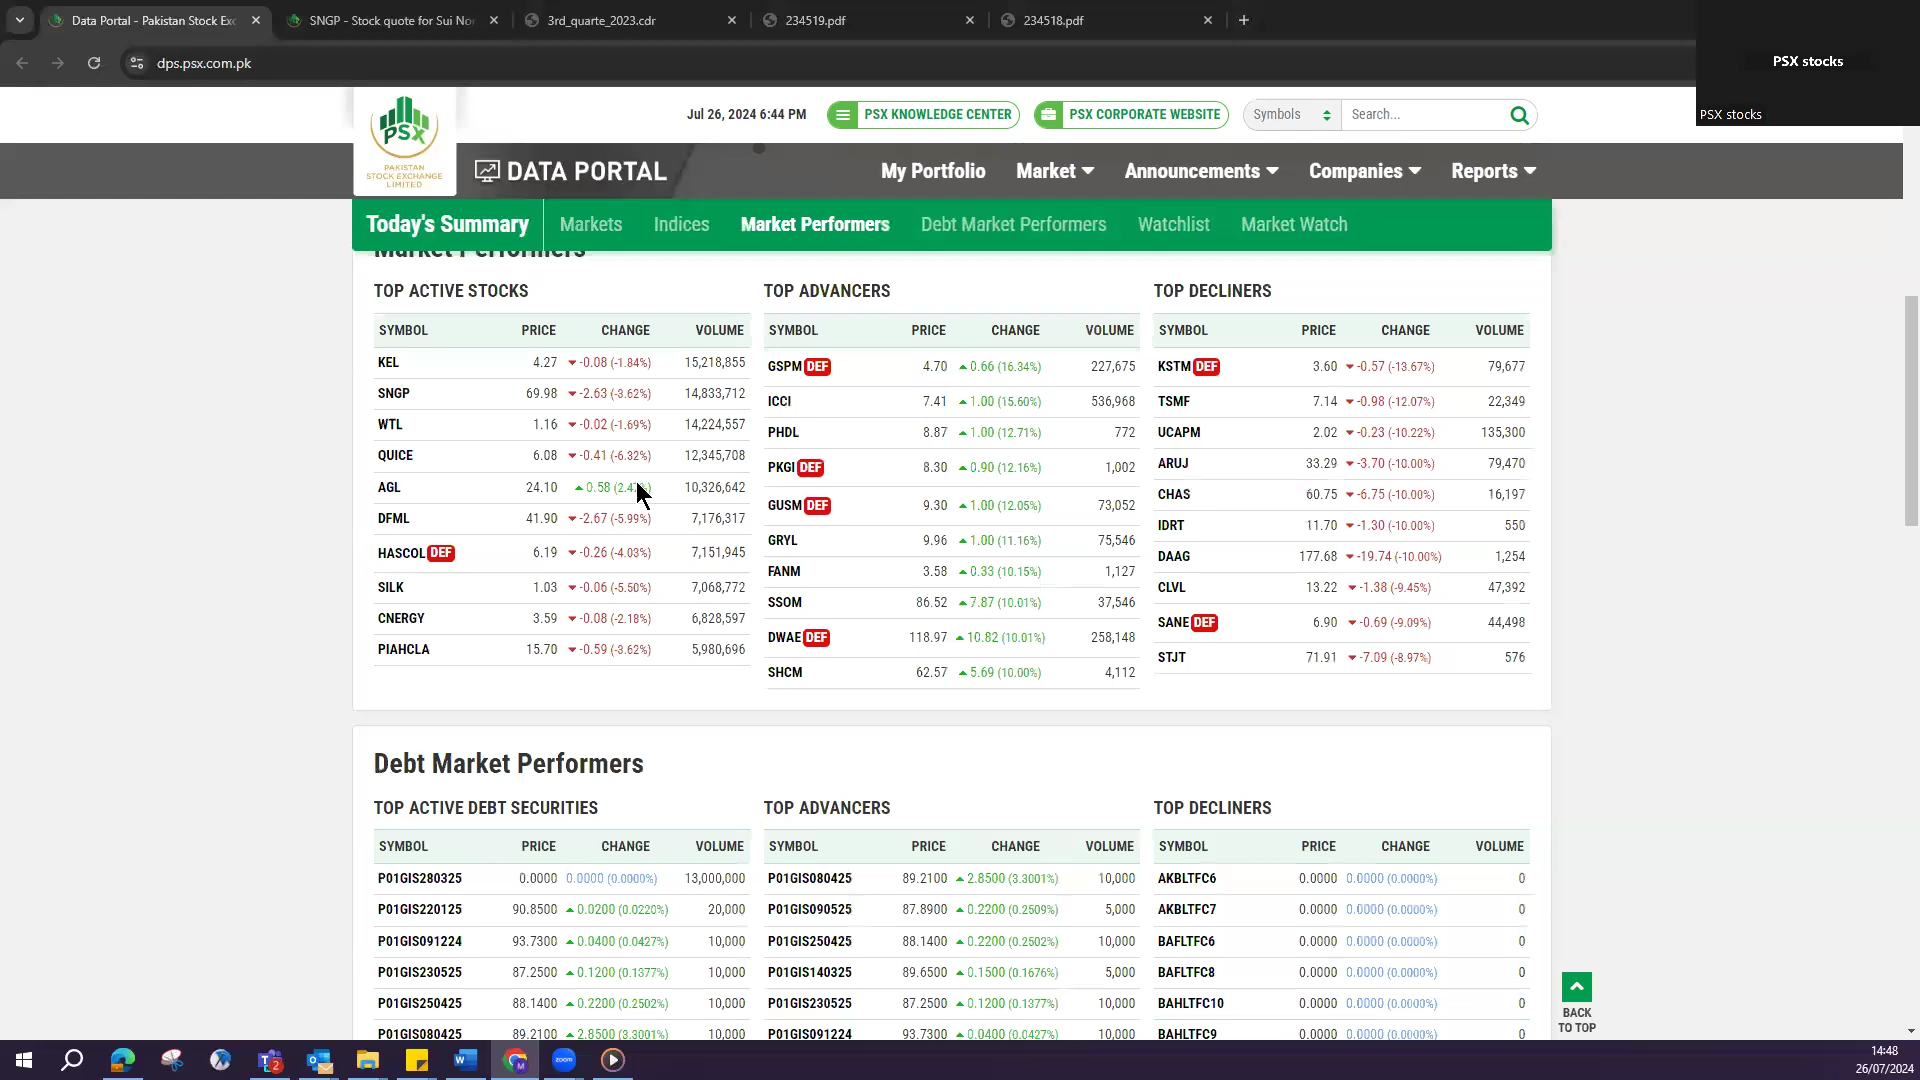 Data Portal - Pakistan Stock Ex
SNGP - Stock quote for Sui Nor
3rd_quarte_2023.cdr
234519.pdf
234518.pdf
dps.psx.com.pk
PSX stocks
PSX stocks
PSX
PAKISTAN
STOCK EXCHANGE
LIMITED
Jul 26, 2024 6:44 PM
PSX KNOWLEDGE CENTER
PSX CORPORATE WEBSITE
Symbols
Search...
DATA PORTAL
My Portfolio
Market
Announcements
Companies
Reports
Today's Summary
Markets
Indices
Market Performers
Debt Market Performers
Watchlist
Market Watch
Market Performers
TOP ACTIVE STOCKS
SYMBOL PRICE CHANGE VOLUME
KEL 4.27 -0.08 (-1.84%) 15,218,855
SNGP 69.98 -2.63 (-3.62%) 14,833,712
WTL 1.16 -0.02 (-1.69%) 14,224,557
QUICE 6.08 -0.41 (-6.32%) 12,345,708
AGL 24.10 0.58 10,326,642
DFML 41.90 -2.67 (-5.99%) 7,176,317
HASCOL DEF 6.19 -0.26 (-4.03%) 7,151,945
SILK 1.03 -0.06 (-5.50%) 7,068,772
CNERGY 3.59 -0.08 (-2.18%) 6,828,597
PIAHCLA 15.70 -0.59 (-3.62%) 5,980,696
TOP ADVANCERS
SYMBOL PRICE CHANGE VOLUME
GSPM DEF 4.70 0.66 (16.34%) 227,675
ICCI 7.41 1.00 (15.60%) 536,968
PHDL 8.87 1.00 (12.71%) 772
PKGI DEF 8.30 0.90 (12.16%) 1,002
GUSM DEF 9.30 1.00 (12.05%) 73,052
GRYL 9.96 1.00 (11.16%) 75,546
FANM 3.58 0.33 (10.15%) 1,127
SSOM 86.52 7.87 (10.01%) 37,546
DWAE DEF 118.97 10.82 (10.01%) 258,148
SHCM 62.57 5.69 (10.00%) 4,112
TOP DECLINERS
SYMBOL PRICE CHANGE VOLUME
KSTM DEF 3.60 -0.57 (-13.67%) 79,677
TSMF 7.14 -0.98 (-12.07%) 22,349
UCAPM 2.02 -0.23 (-10.22%) 135,300
ARUJ 33.29 -3.70 (-10.00%) 79,470
CHAS 60.75 -6.75 (-10.00%) 16,197
IDRT 11.70 -1.30 (-10.00%) 550
DAAG 177.68 -19.74 (-10.00%) 1,254
CLVL 13.22 -1.38 (-9.45%) 47,392
SANE DEF 6.90 -0.69 (-9.09%) 44,498
STJT 71.91 -7.09 (-8.97%) 576
Debt Market Performers
TOP ACTIVE DEBT SECURITIES
SYMBOL PRICE CHANGE VOLUME
P01GIS280325 0.0000 0.0000 (0.0000%) 13,000,000
P01GIS220125 90.8500 0.0200 (0.0220%) 20,000
P01GIS091224 93.7300 0.0400 (0.0427%) 10,000
P01GIS230525 87.2500 0.1200 (0.1377%) 10,000
P01GIS250425 88.1400 0.2200 (0.2502%) 10,000
P01GIS080425 89.2100 2.8500 (3.3001%) 10,000
TOP ADVANCERS
SYMBOL PRICE CHANGE VOLUME
P01GIS080425 89.2100 2.8500 (3.3001%) 10,000
P01GIS090525 87.8900 0.2200 (0.2509%) 5,000
P01GIS250425 88.1400 0.2200 (0.2502%) 10,000
P01GIS140325 89.6500 0.1500 (0.1676%) 5,000
P01GIS230525 87.2500 0.1200 (0.1377%) 10,000
P01GIS091224 93.7300 0.0400 (0.0427%) 10,000
TOP DECLINERS
SYMBOL PRICE CHANGE VOLUME
AKBLTFC6 0.0000 0.0000 (0.0000%) 0
AKBLTFC7 0.0000 0.0000 (0.0000%) 0
BAFLTFC6 0.0000 0.0000 (0.0000%) 0
BAFLTFC8 0.0000 0.0000 (0.0000%) 0
BAHLTFC10 0.0000 0.0000 (0.0000%) 0
BAHLTFC9 0.0000 0.0000 (0.0000%) 0
BACK
TO TOP
14:48
26/07/2024